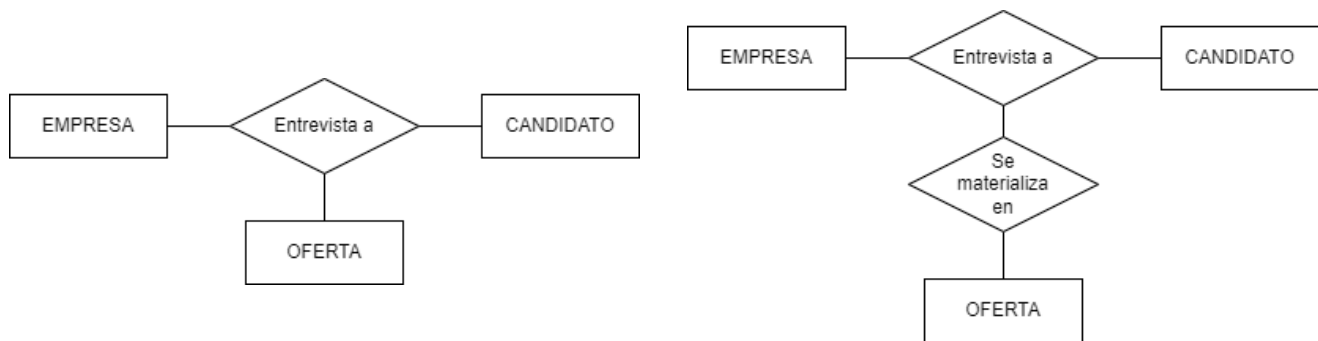 EMPRESA
Entrevista a
CANDIDATO
OFERTA
EMPRESA
Entrevista a
CANDIDATO
Se
materializa
en
OFERTA